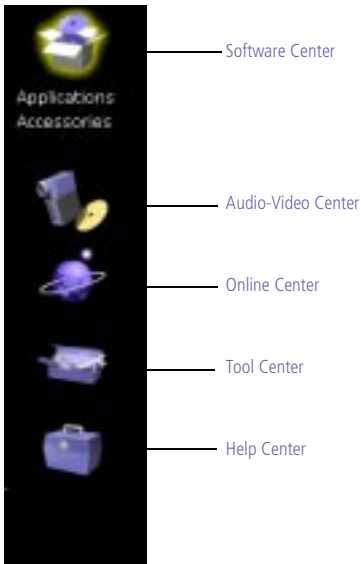 Software Center
Applications
Accessories
Audio-Video Center
Online Center
Tool Center
Help Center